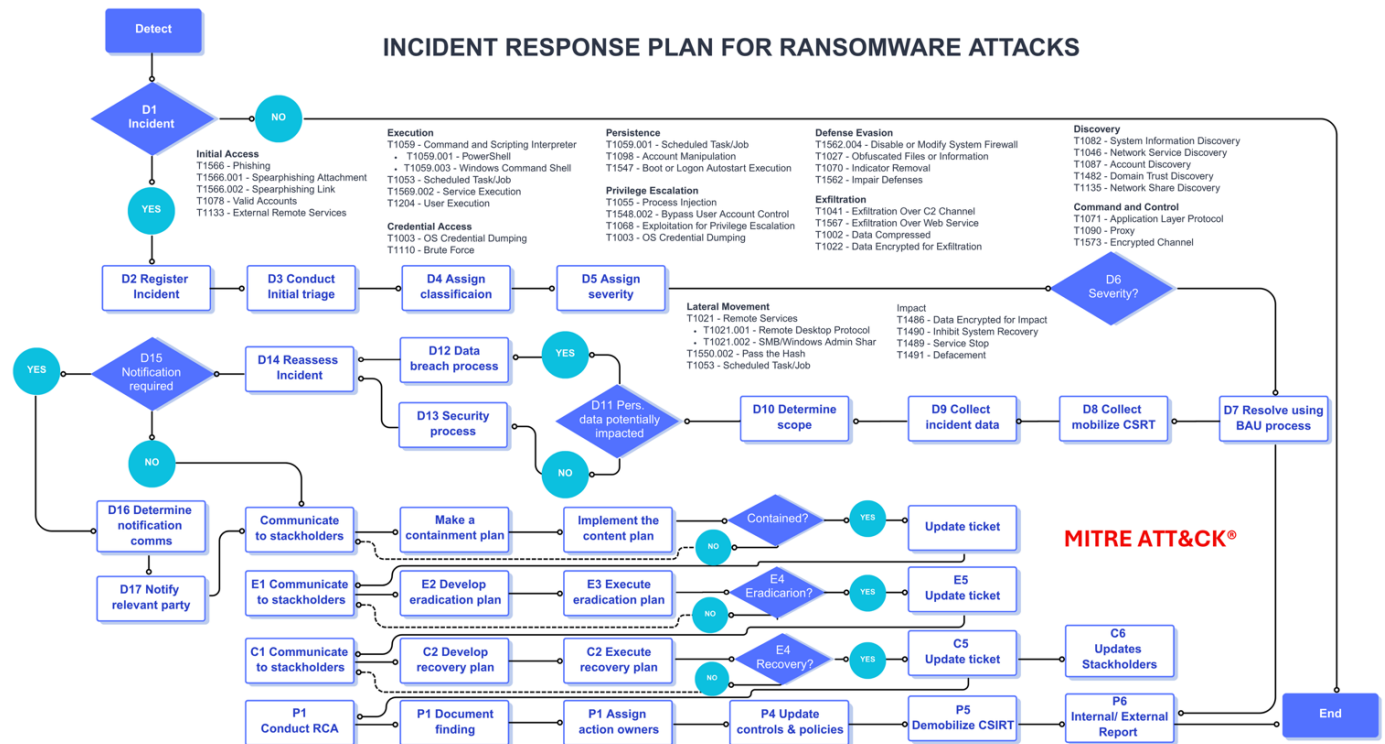 Detect
INCIDENT RESPONSE PLAN FOR RANSOMWARE ATTACKS
D1
Incident
NO
YES
Initial Access
T1566 - Phishing
T1566.001 - Spearphishing Attachment
T1566.002 - Spearphishing Link
T1078 - Valid Accounts
T1133 - External Remote Services
Execution
T1059 - Command and Scripting Interpreter
• T1059.001 - PowerShell
• T1059.003 - Windows Command Shell
T1053 - Scheduled Task/Job
T1569.002 - Service Execution
T1204 - User Execution
Credential Access
T1003 - OS Credential Dumping
T1110 - Brute Force
Persistence
T1059.001 - Scheduled Task/Job
T1098 - Account Manipulation
T1547 - Boot or Logon Autostart Execution
Privilege Escalation
T1055 - Process Injection
T1548.002 - Bypass User Account Control
T1068 - Exploitation for Privilege Escalation
T1003 - OS Credential Dumping
Defense Evasion
T1562.004 - Disable or Modify System Firewall
T1027 - Obfuscated Files or Information
T1070 - Indicator Removal
T1562 - Impair Defenses
Exfiltration
T1041 - Exfiltration Over C2 Channel
T1567 - Exfiltration Over Web Service
T1002 - Data Compressed
T1022 - Data Encrypted for Exfiltration
Discovery
T1082 - System Information Discovery
T1046 - Network Service Discovery
T1087 - Account Discovery
T1482 - Domain Trust Discovery
T1135 - Network Share Discovery
Command and Control
T1071 - Application Layer Protocol
T1090 - Proxy
T1573 - Encrypted Channel
D2 Register
Incident
D3 Conduct
Initial triage
D4 Assign
classificaion
D5 Assign
severity
D6
Severity?
Lateral Movement
T1021 - Remote Services
• T1021.001 - Remote Desktop Protocol
• T1021.002 - SMB/Windows Admin Shar
T1550.002 - Pass the Hash
T1053 - Scheduled Task/Job
Impact
T1486 - Data Encrypted for Impact
T1490 - Inhibit System Recovery
T1489 - Service Stop
T1491 - Defacement
YES
D15
Notification
required
D14 Reassess
Incident
D12 Data
breach process
YES
D13 Security
process
D11 Pers.
data potentially
impacted
NO
D10 Determine
scope
D9 Collect
incident data
D8 Collect
mobilize CSRT
D7 Resolve using
BAU process
NO
D16 Determine
notification
comms
D17 Notify
relevant party
Communicate
to stackholders
Make a
containment plan
Implement the
content plan
Contained?
YES
NO
Update ticket
MITRE ATT&CK®
E1 Communicate
to stackholders
E2 Develop
eradication plan
E3 Execute
eradication plan
E4
Eradicarion?
YES
NO
E5
Update ticket
C1 Communicate
to stackholders
C2 Develop
recovery plan
C2 Execute
recovery plan
E4
Recovery?
YES
NO
C5
Update ticket
C6
Updates
Stackholders
P1
Conduct RCA
P1 Document
finding
P1 Assign
action owners
P4 Update
controls & policies
P5
Demobilize CSIRT
P6
Internal/ External
Report
End